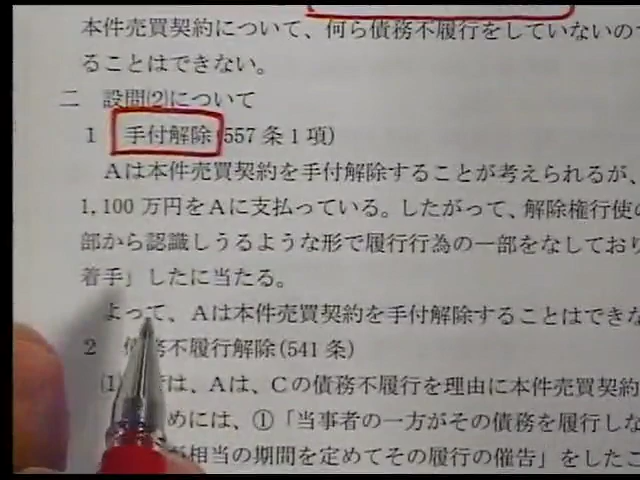 本件売買契約について、何ら債務不履行をしていないので
ることはできない。
二 設問⑵について
1 手付解除(557条1項)
Aは本件売買契約を手付解除することが考えられるが、
1,100万円をAに支払っている。したがって、解除権行使の
部から認識しうるような形で履行行為の一部をなしており
着手」したに当たる。
よって、Aは本件売買契約を手付解除することはできな
2 債務不履行解除(541条)
(1) は、Aは、Cの債務不履行を理由に本件売買契約
めには、①「当事者の一方がその債務を履行しな
が相当の期間を定めてその履行の催告」をしたこ